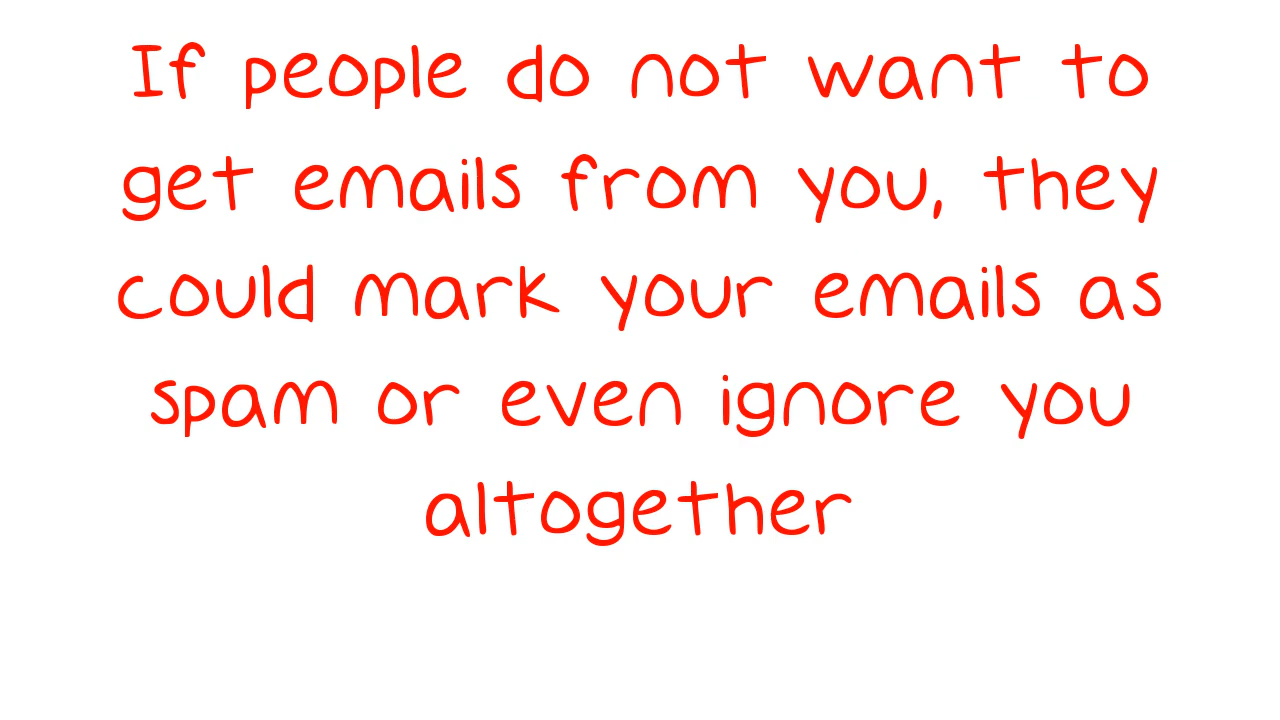 If people do not want to
get emails from you, they
could mark your emails as
spam or even ignore you
altogether